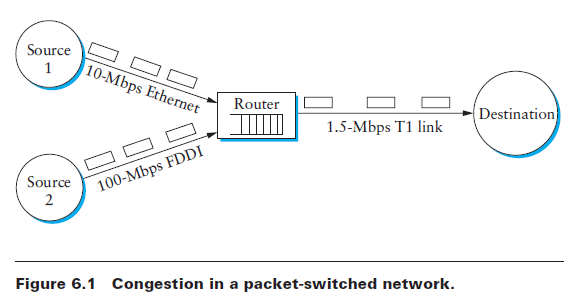 Source
1
10-Mbps Ethernet
Router
1.5-Mbps T1 link
Destination
Source
2
100-Mbps FDDI
Figure 6.1 Congestion in a packet-switched network.